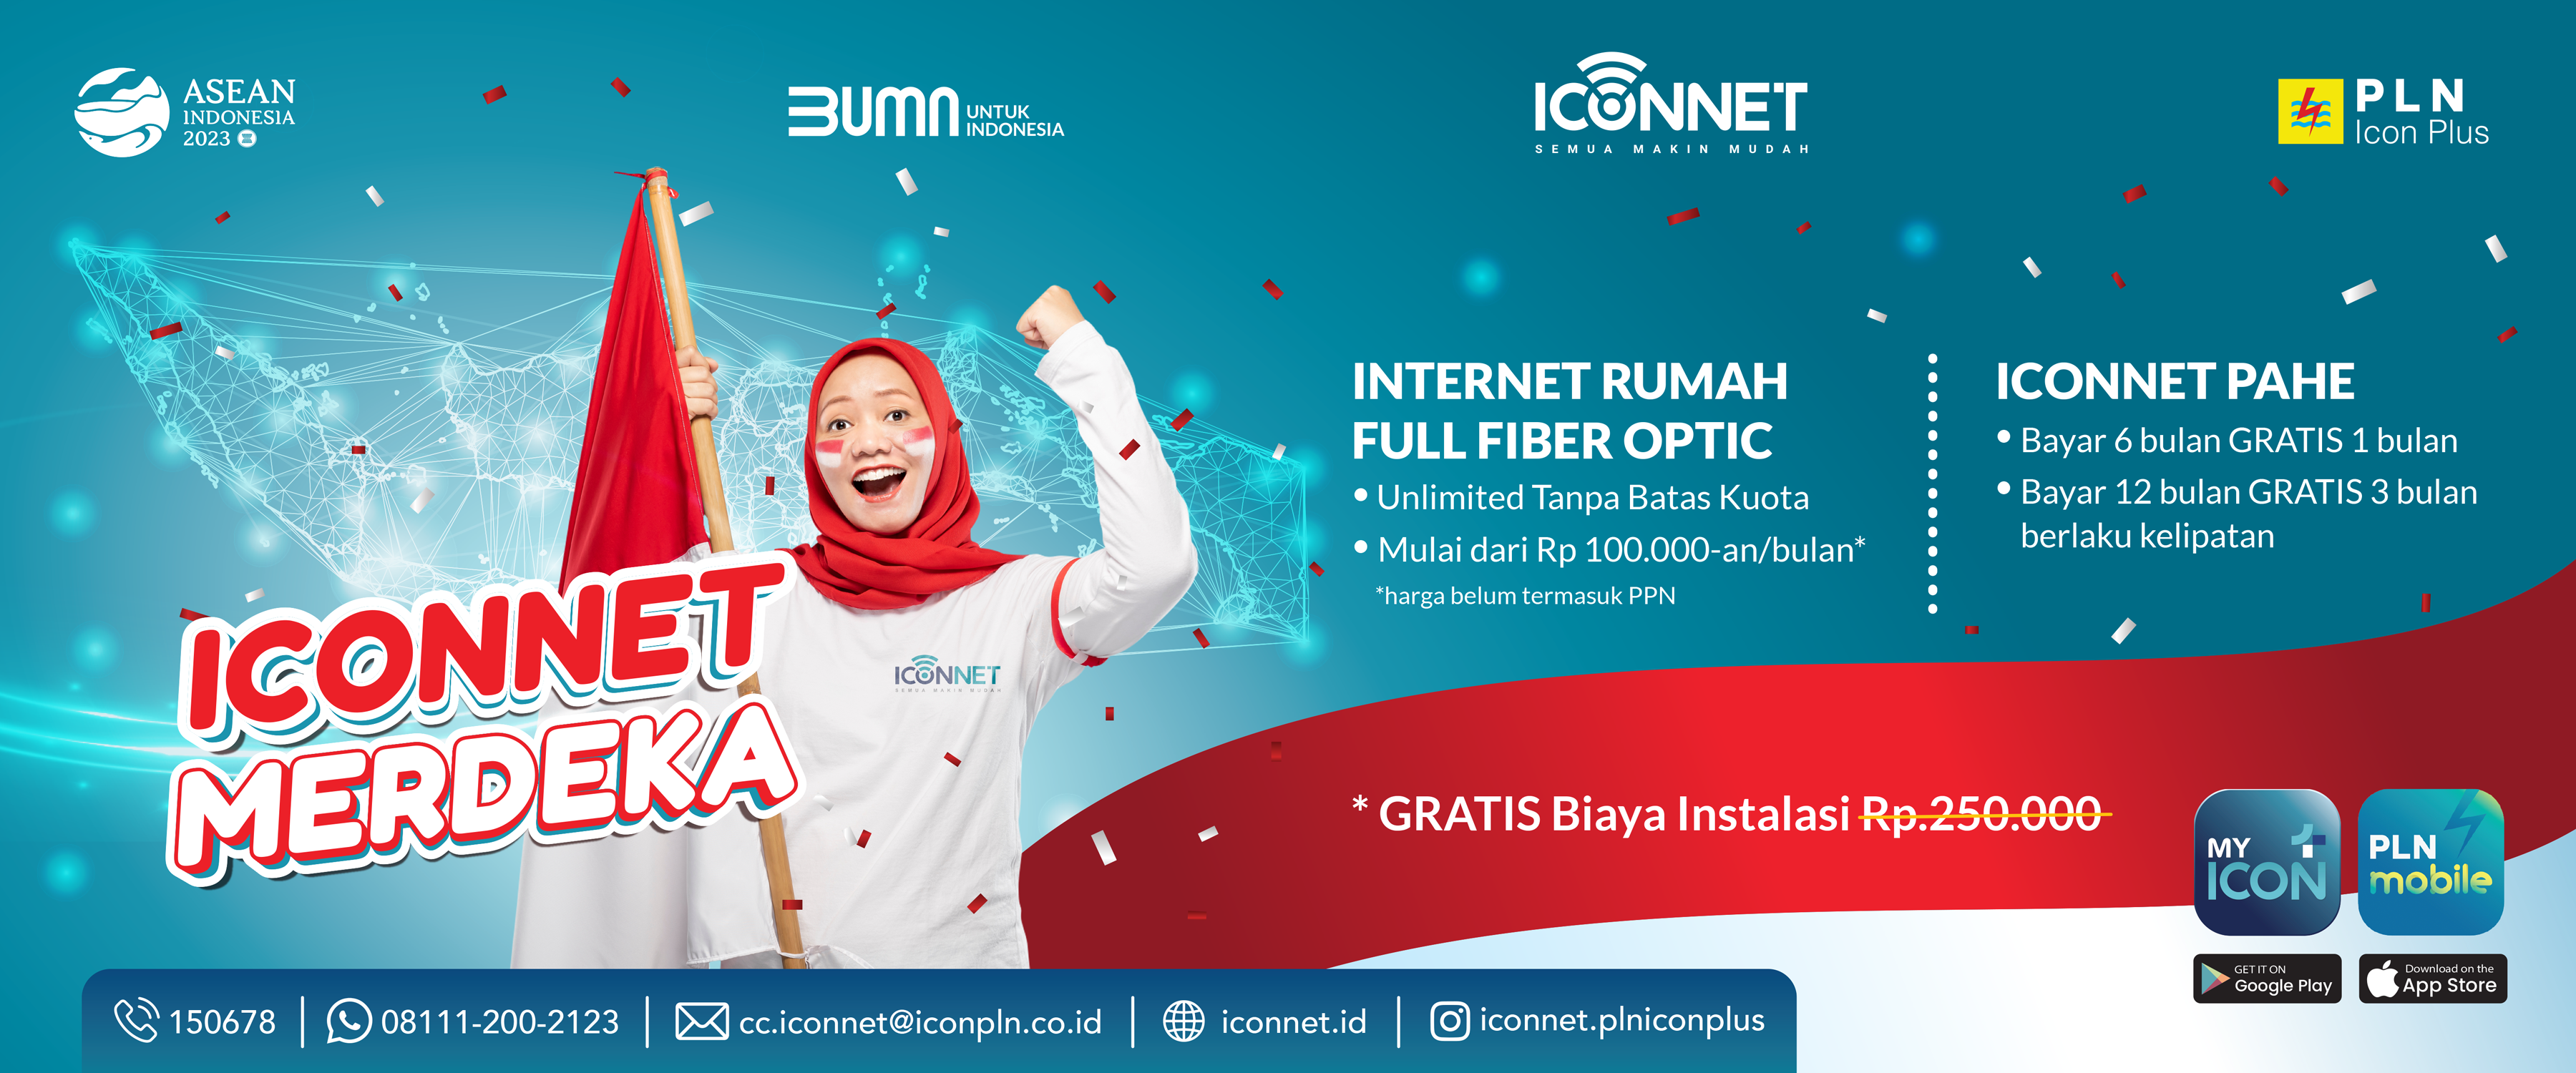 ASEAN
INDONESIA
2023
BUMN UNTUK
INDONESIA
ICONNET
SEMUA MAKIN MUDAH
PLN
Icon Plus
INTERNET RUMAH
FULL FIBER OPTIC
• Unlimited Tanpa Batas Kuota
• Mulai dari Rp 100.000-an/bulan*
*harga belum termasuk PPN
ICONNET PAHE
• Bayar 6 bulan GRATIS 1 bulan
• Bayar 12 bulan GRATIS 3 bulan
berlaku kelipatan
ICONNET
MERDEKA
ICONNET
SEMUA MAKIN MUDAH
* GRATIS Biaya Instalasi Rp.250.000
MY
ICON
PLN
mobile
GET IT ON
Google Play
Download on the
App Store
150678
08111-200-2123
cc.iconnet@iconpln.co.id
iconnet.id
iconnet.plniconplus